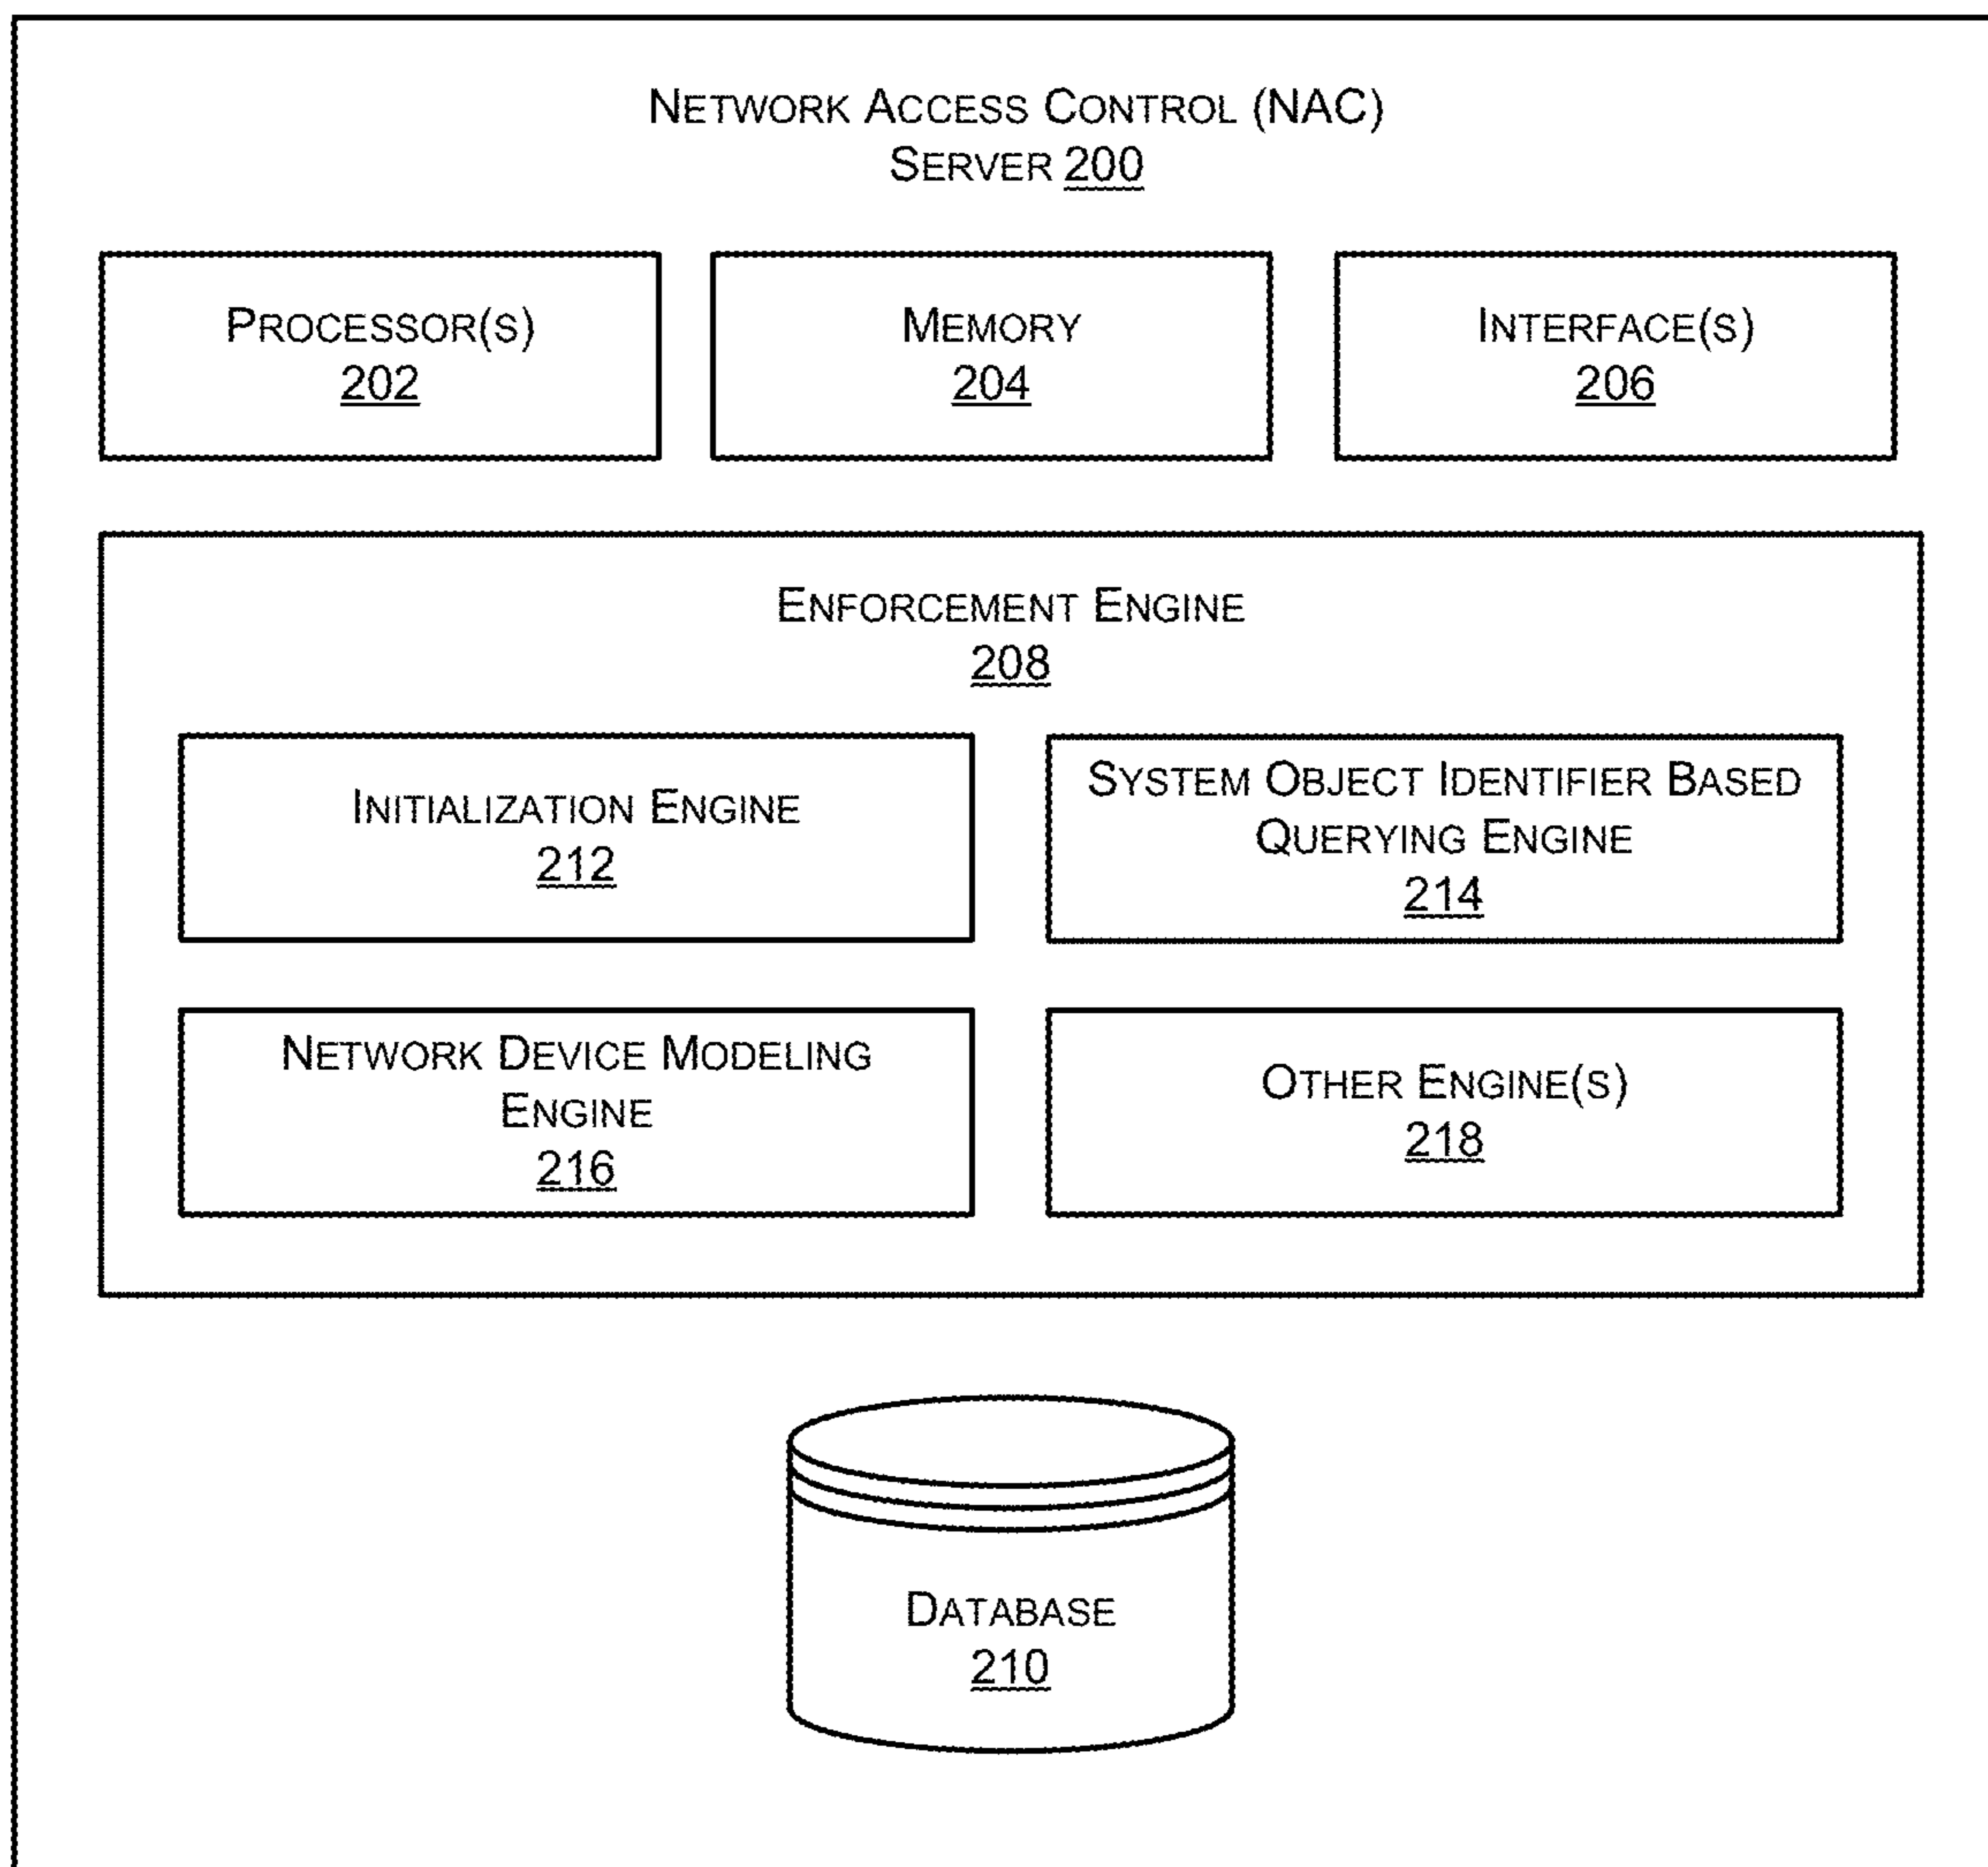 NETWORK ACCESS CONTROL (NAC)
SERVER 200
PROCESSOR(S)
202
MEMORY
204
INTERFACE(S)
206
ENFORCEMENT ENGINE
208
INITIALIZATION ENGINE
212
SYSTEM OBJECT IDENTIFIER BASED
QUERYING ENGINE
214
NETWORK DEVICE MODELING
ENGINE
216
OTHER ENGINE(S)
218
DATABASE
210